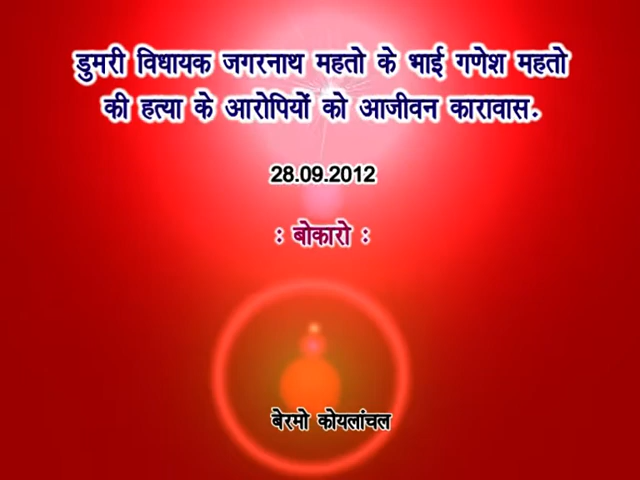 डुमरी विधायक जगरनाथ महतो के भाई गणेश महतो
की हत्या के आरोपियों को आजीवन कारावास.
28.09.2012
: बोकारो :
बेरमो कोयलांचल